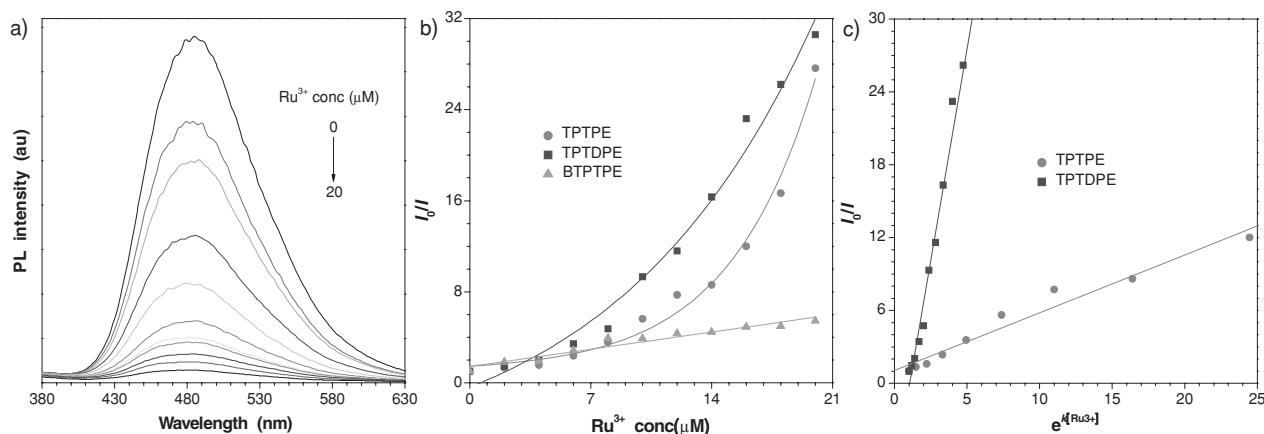 a)
PL intensity (au)
Ru³⁺ conc (μM)
0
20
380 430 480 530 580 630
Wavelength (nm)
b)
I₀/I
32
24
16
8
0
TPTPE
TPTDPE
BTPTPE
0 7 14 21
Ru³⁺ conc(μM)
c)
I₀/I
30
24
18
12
6
0
TPTPE
TPTDPE
0 5 10 15 20 25
e^k[Ru3+]